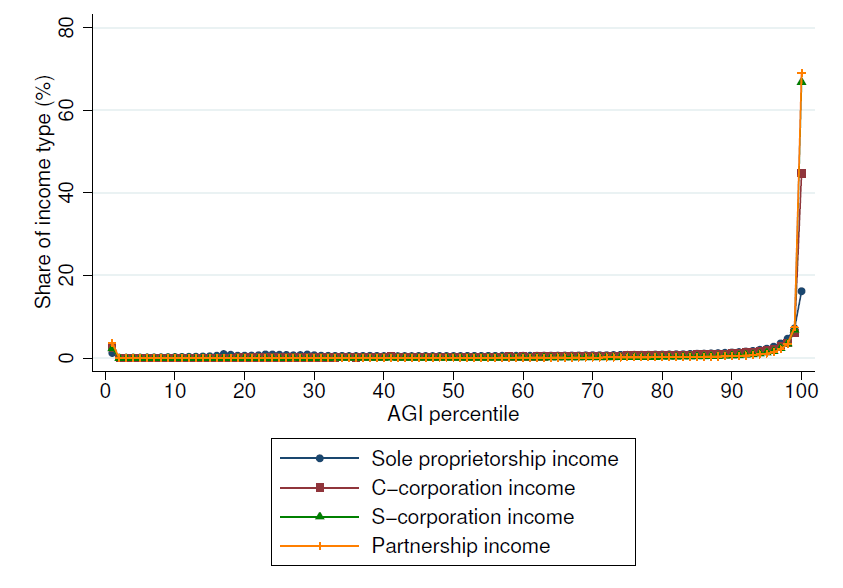 Share of income type (%)
80
60
40
20
0
0 10 20 30 40 50 60 70 80 90 100
AGI percentile
Sole proprietorship income
C−corporation income
S−corporation income
Partnership income